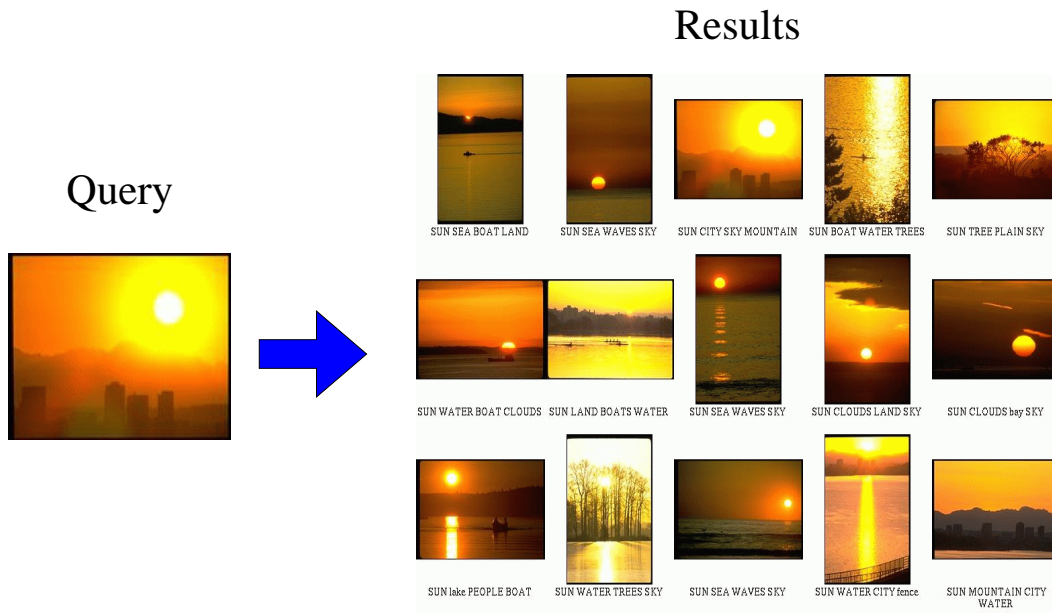 Results
Query
SUN SEA BOAT LAND
SUN SEA WAVES SKY
SUN CITY SKY MOUNTAIN
SUN BOAT WATER TREES
SUN TREE PLAIN SKY
SUN WATER BOAT CLOUDS
SUN LAND BOATS WATER
SUN SEA WAVES SKY
SUN CLOUDS LAND SKY
SUN CLOUDS bay SKY
SUN lake PEOPLE BOAT
SUN WATER TREES SKY
SUN SEA WAVES SKY
SUN WATER CITY fence
SUN MOUNTAIN CITY
WATER